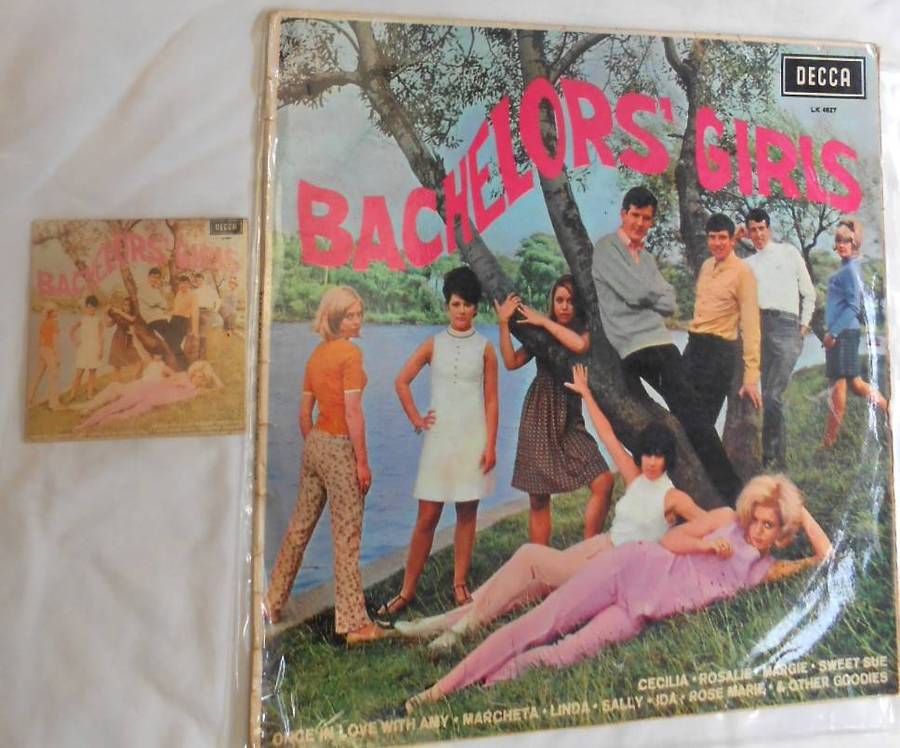 DECCA
BACHELORS' GIRLS
DECCA
LK 4827
BACHELORS' GIRLS
CECILIA • ROSALIE • MARGIE • SWEET SUE
ONCE IN LOVE WITH AMY • MARCHETA • LINDA • SALLY • IDA • ROSE MARIE • & OTHER GOODIES